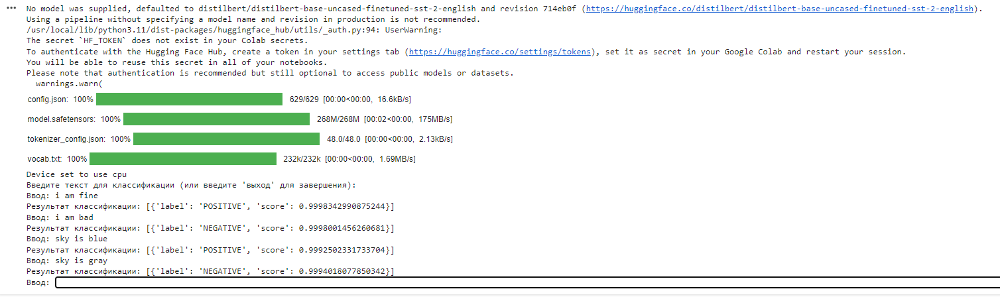 No model was supplied, defaulted to distilbert/distilbert-base-uncased-finetuned-sst-2-english and revision 714eb0f (https://huggingface.co/distilbert/distilbert-base-uncased-finetuned-sst-2-english).
Using a pipeline without specifying a model name and revision in production is not recommended.
/usr/local/lib/python3.11/dist-packages/huggingface_hub/utils/_auth.py:94: UserWarning:
The secret `HF_TOKEN` does not exist in your Colab secrets.
To authenticate with the Hugging Face Hub, create a token in your settings tab (https://huggingface.co/settings/tokens), set it as secret in your Google Colab and restart your session.
You will be able to reuse this secret in all of your notebooks.
Please note that authentication is recommended but still optional to access public models or datasets.
  warnings.warn(
config.json: 100% 629/629 [00:00<00:00, 16.6kB/s]
model.safetensors: 100% 268M/268M [00:02<00:00, 175MB/s]
tokenizer_config.json: 100% 48.0/48.0 [00:00<00:00, 2.13kB/s]
vocab.txt: 100% 232k/232k [00:00<00:00, 1.69MB/s]
Device set to use cpu
Введите текст для классификации (или введите 'выход' для завершения):
Ввод: i am fine
Результат классификации: [{'label': 'POSITIVE', 'score': 0.9998342990875244}]
Ввод: i am bad
Результат классификации: [{'label': 'NEGATIVE', 'score': 0.9998001456260681}]
Ввод: sky is blue
Результат классификации: [{'label': 'POSITIVE', 'score': 0.9992502331733704}]
Ввод: sky is gray
Результат классификации: [{'label': 'NEGATIVE', 'score': 0.9994018077850342}]
Ввод: